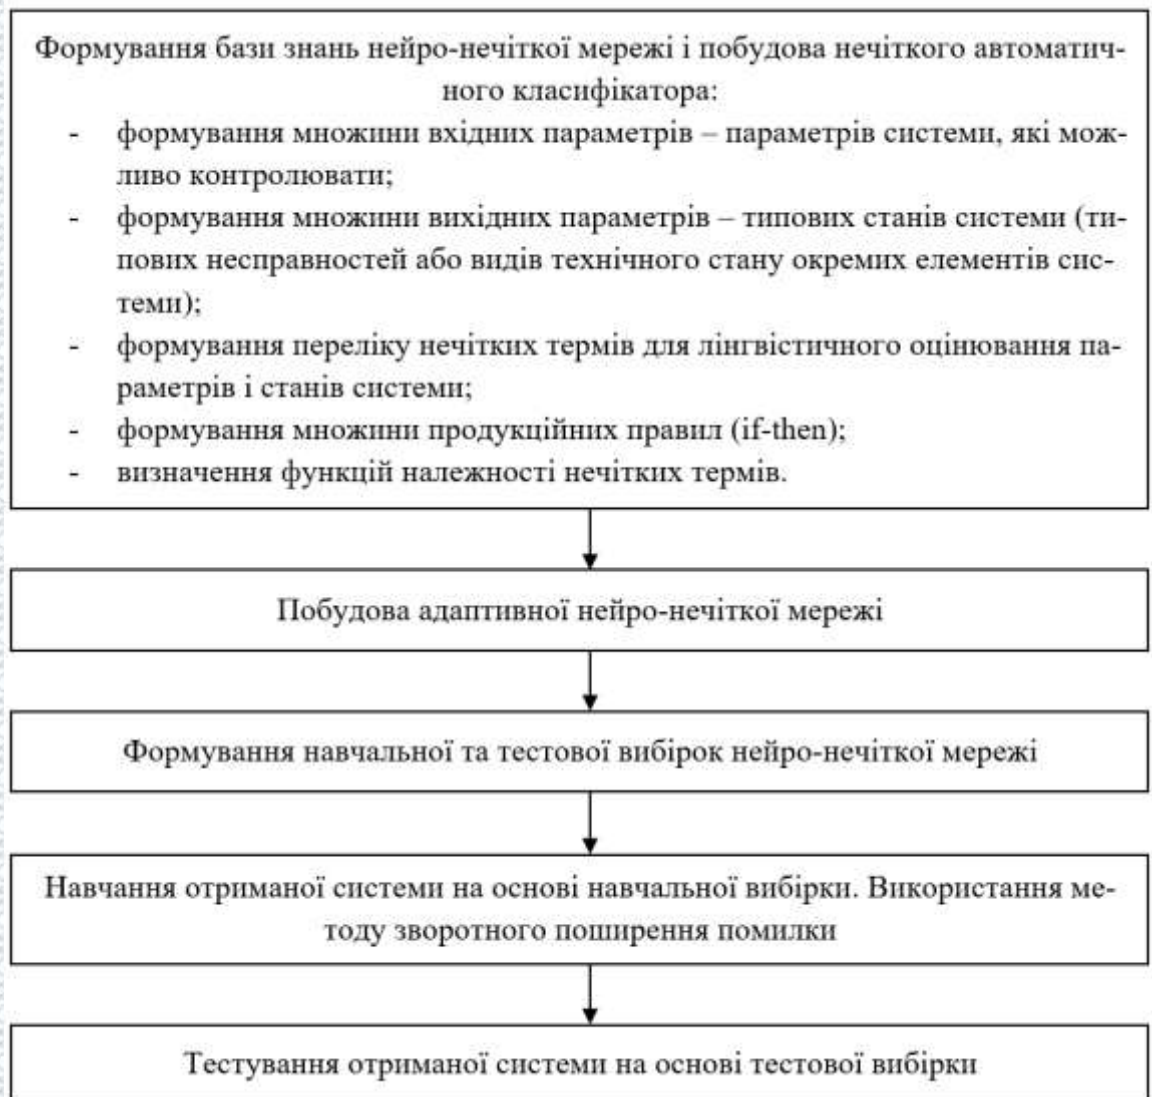 Формування бази знань нейро-нечіткої мережі і побудова нечіткого автоматич-
ного класифікатора:
- формування множини вхідних параметрів – параметрів системи, які мож-
ливо контролювати;
- формування множини вихідних параметрів – типових станів системи (ти-
пових несправностей або видів технічного стану окремих елементів сис-
теми);
- формування переліку нечітких термів для лінгвістичного оцінювання па-
раметрів і станів системи;
- формування множини продукційних правил (if-then);
- визначення функцій належності нечітких термів.
Побудова адаптивної нейро-нечіткої мережі
Формування навчальної та тестової вибірок нейро-нечіткої мережі
Навчання отриманої системи на основі навчальної вибірки. Використання ме-
тоду зворотного поширення помилки
Тестування отриманої системи на основі тестової вибірки